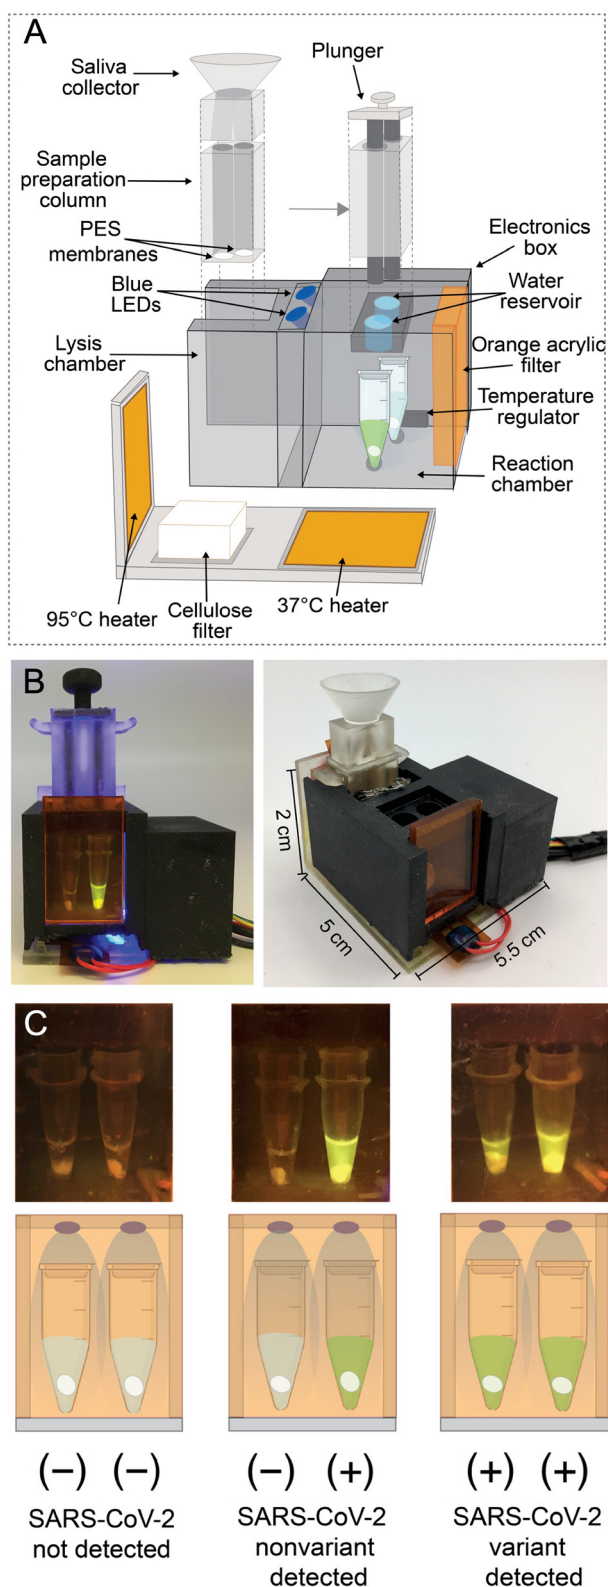 A
Saliva
collector
Plunger
Sample
preparation
column
PES
membranes
Electronics
box
Blue
LEDs
Water
reservoir
Lysis
chamber
Orange acrylic
filter
Temperature
regulator
Reaction
chamber
95°C heater
Cellulose
filter
37°C heater
B
2 cm
5 cm
5.5 cm
C
(−) (−)
SARS-CoV-2
not detected
(−) (+)
SARS-CoV-2
nonvariant
detected
(+) (+)
SARS-CoV-2
variant
detected